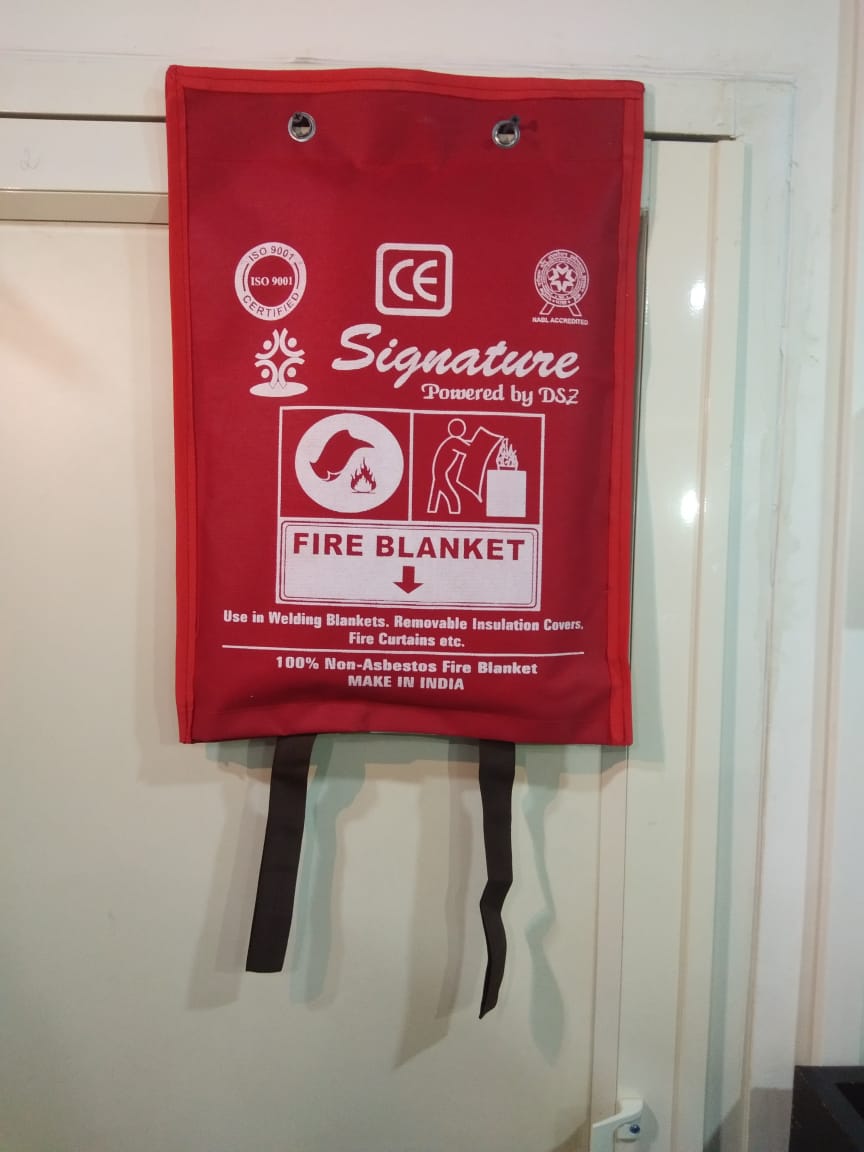 ISO 9001
ISO 9001
CERTIFIED
CE
NABL ACCREDITED
Signature
Powered by DSZ
FIRE BLANKET
Use in Welding Blankets. Removable Insulation Covers,
Fire Curtains etc.
100% Non-Asbestos Fire Blanket
MAKE IN INDIA
2